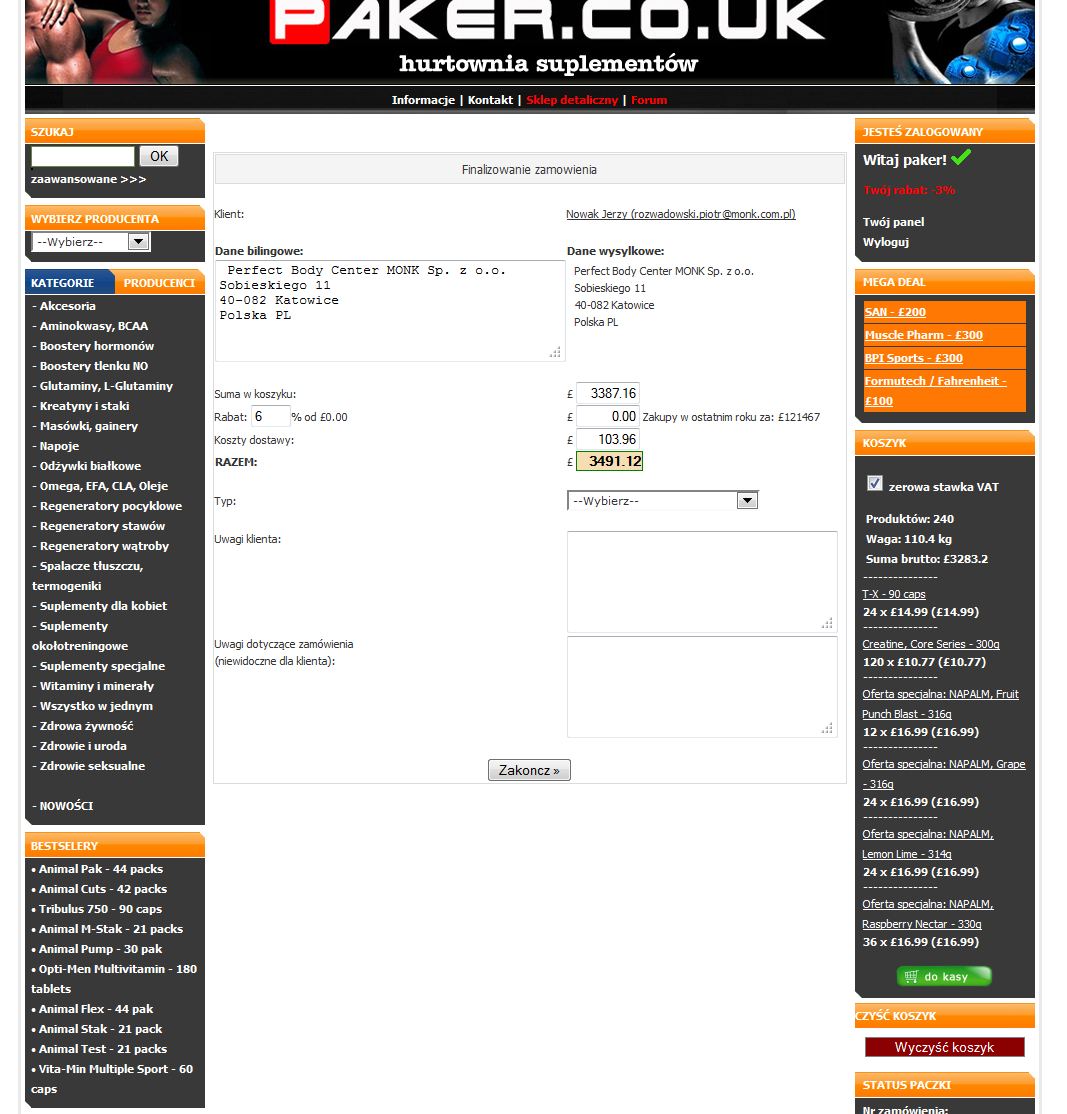 PAKER.CO.UK
hurtownia suplementów
Informacje | Kontakt | Sklep detaliczny | Forum
SZUKAJ
OK
zaawansowane >>>
WYBIERZ PRODUCENTA
--Wybierz--
KATEGORIE PRODUCENCI
- Akcesoria
- Aminokwasy, BCAA
- Boostery hormonów
- Boostery tlenku NO
- Glutaminy, L-Glutaminy
- Kreatyny i staki
- Masówki, gainery
- Napoje
- Odżywki białkowe
- Omega, EFA, CLA, Oleje
- Regeneratory pocyklowe
- Regeneratory stawów
- Regeneratory wątroby
- Spalacze tłuszczu,
termogeniki
- Suplementy dla kobiet
- Suplementy
okołotreningowe
- Suplementy specjalne
- Witaminy i minerały
- Wszystko w jednym
- Zdrowa żywność
- Zdrowie i uroda
- Zdrowie seksualne
- NOWOŚCI
BESTSELERY
• Animal Pak - 44 packs
• Animal Cuts - 42 packs
• Tribulus 750 - 90 caps
• Animal M-Stak - 21 packs
• Animal Pump - 30 pak
• Opti-Men Multivitamin - 180
tablets
• Animal Flex - 44 pak
• Animal Stak - 21 pack
• Animal Test - 21 packs
• Vita-Min Multiple Sport - 60
caps
Finalizowanie zamowienia
Klient: Nowak Jerzy (rozwadowski.piotr@monk.com.pl)
Dane bilingowe:
Perfect Body Center MONK Sp. z o.o.
Sobieskiego 11
40-082 Katowice
Polska PL
Dane wysylkowe:
Perfect Body Center MONK Sp. z o.o.
Sobieskiego 11
40-082 Katowice
Polska PL
Suma w koszyku: £ 3387.16
Rabat: 6 % od £0.00 £ 0.00 Zakupy w ostatnim roku za: £121467
Koszty dostawy: £ 103.96
RAZEM: £ 3491.12
Typ: --Wybierz--
Uwagi klienta:
Uwagi dotyczące zamówienia
(niewidoczne dla klienta):
Zakoncz »
JESTEŚ ZALOGOWANY
Witaj paker!
Twój rabat: -3%
Twój panel
Wyloguj
MEGA DEAL
SAN - £200
Muscle Pharm - £300
BPI Sports - £300
Formutech / Fahrenheit -
£100
KOSZYK
zerowa stawka VAT
Produktów: 240
Waga: 110.4 kg
Suma brutto: £3283.2
---------------
T-X - 90 caps
24 x £14.99 (£14.99)
---------------
Creatine, Core Series - 300g
120 x £10.77 (£10.77)
---------------
Oferta specjalna: NAPALM, Fruit
Punch Blast - 316g
12 x £16.99 (£16.99)
---------------
Oferta specjalna: NAPALM, Grape
- 316g
24 x £16.99 (£16.99)
---------------
Oferta specjalna: NAPALM,
Lemon Lime - 314g
24 x £16.99 (£16.99)
---------------
Oferta specjalna: NAPALM,
Raspberry Nectar - 330g
36 x £16.99 (£16.99)
do kasy
CZYŚĆ KOSZYK
Wyczyść koszyk
STATUS PACZKI
Nr zamówienia: